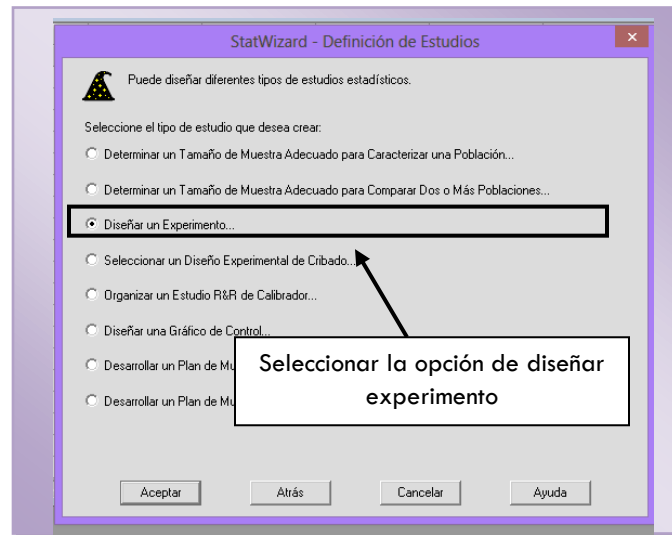 StatWizard - Definición de Estudios
Puede diseñar diferentes tipos de estudios estadísticos.
Seleccione el tipo de estudio que desea crear:
Determinar un Tamaño de Muestra Adecuado para Caracterizar una Población...
Determinar un Tamaño de Muestra Adecuado para Comparar Dos o Más Poblaciones...
Diseñar un Experimento...
Seleccionar un Diseño Experimental de Cribado...
Organizar un Estudio R&R de Calibrador...
Diseñar una Gráfico de Control...
Desarrollar un Plan de
Desarrollar un Plan de
Seleccionar la opción de diseñar
experimento
Aceptar Atrás Cancelar Ayuda